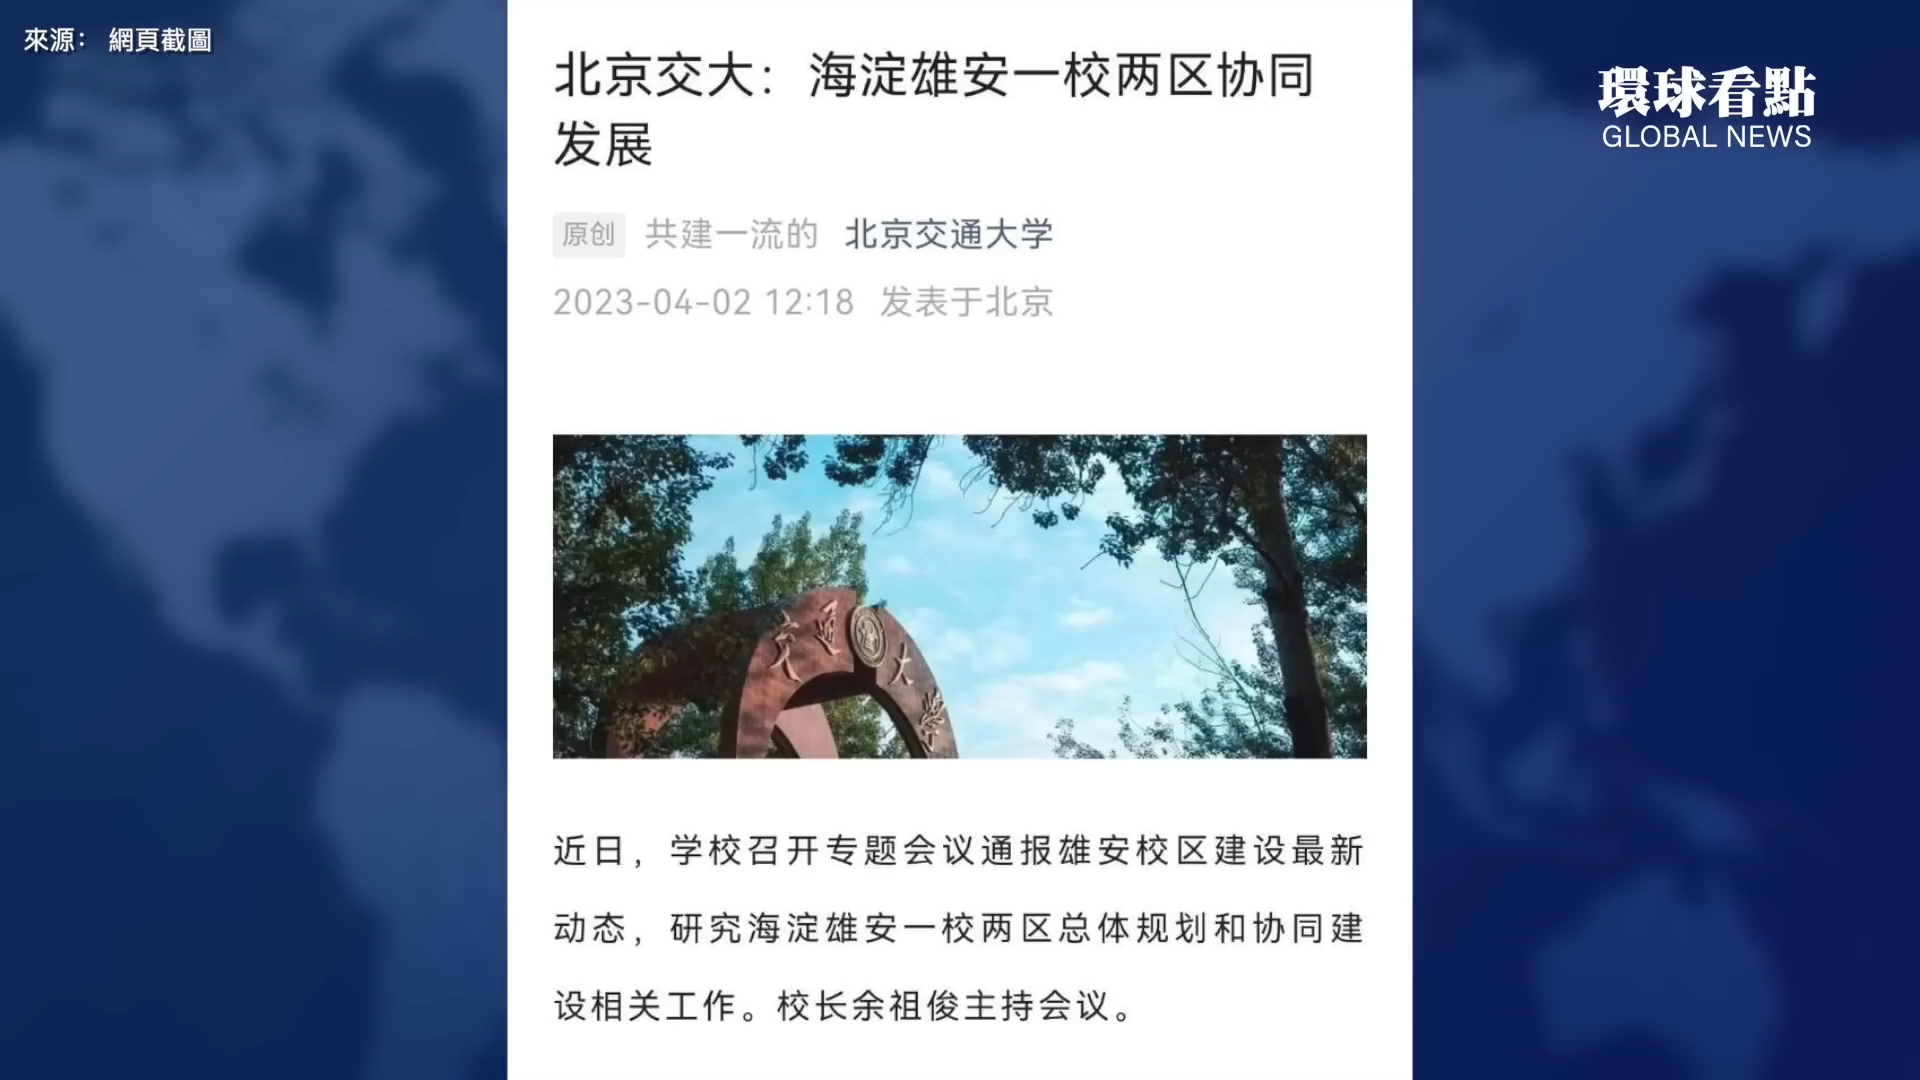 來源： 網頁截圖
環球看點
GLOBAL NEWS
北京交大：海淀雄安一校两区协同
发展
原创 共建一流的 北京交通大学
2023-04-02 12:18 发表于北京
交通大学
近日，学校召开专题会议通报雄安校区建设最新
动态，研究海淀雄安一校两区总体规划和协同建
设相关工作。校长余祖俊主持会议。